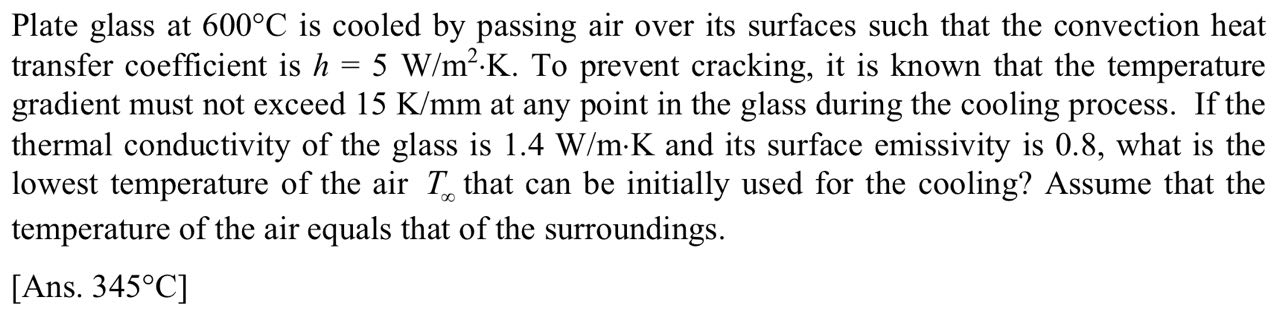 Plate glass at 600°C is cooled by passing air over its surfaces such that the convection heat
transfer coefficient is h = 5 W/m²·K. To prevent cracking, it is known that the temperature
gradient must not exceed 15 K/mm at any point in the glass during the cooling process. If the
thermal conductivity of the glass is 1.4 W/m·K and its surface emissivity is 0.8, what is the
lowest temperature of the air T∞ that can be initially used for the cooling? Assume that the
temperature of the air equals that of the surroundings.
[Ans. 345°C]